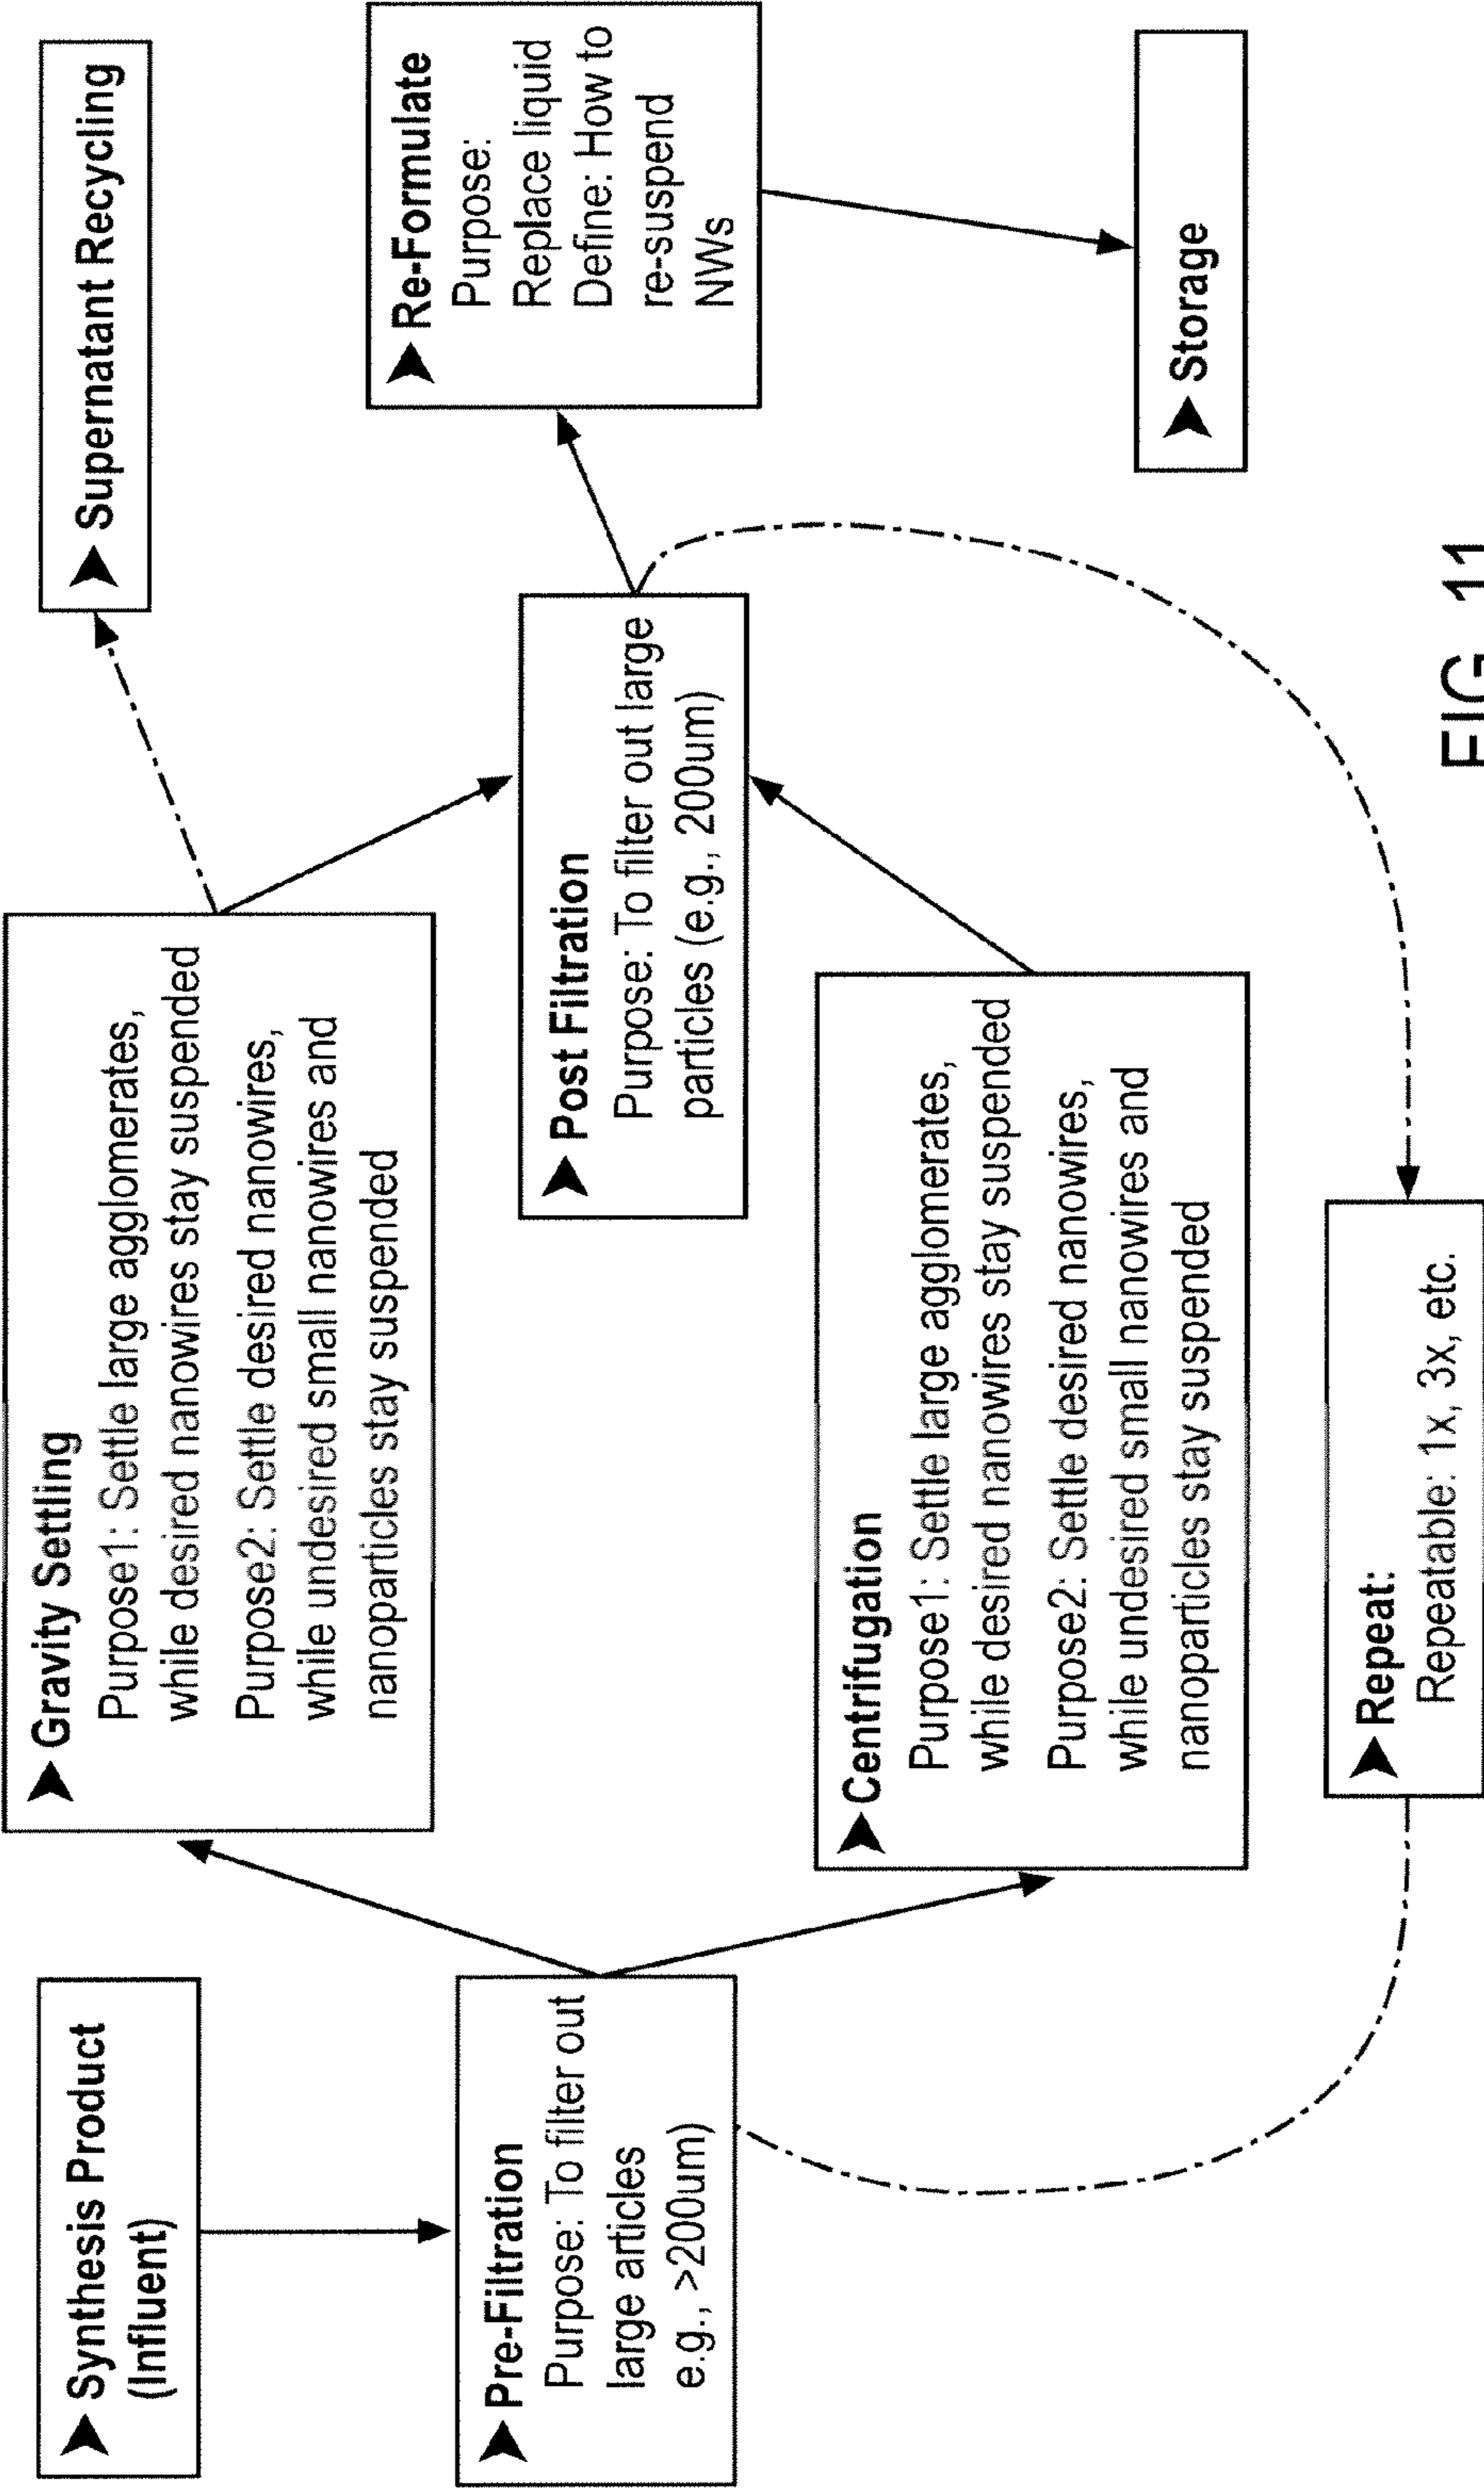 ➤ Synthesis Product
(Influent)
➤ Pre-Filtration
Purpose: To filter out
large articles
e.g., >200um)
➤ Gravity Settling
Purpose1: Settle large agglomerates,
while desired nanowires stay suspended
Purpose2: Settle desired nanowires,
while undesired small nanowires and
nanoparticles stay suspended
➤ Centrifugation
Purpose1: Settle large agglomerates,
while desired nanowires stay suspended
Purpose2: Settle desired nanowires,
while undesired small nanowires and
nanoparticles stay suspended
➤ Repeat:
Repeatable: 1x, 3x, etc.
➤ Post Filtration
Purpose: To filter out large
particles (e.g., 200um)
➤ Supernatant Recycling
➤ Re-Formulate
Purpose:
Replace liquid
Define: How to
re-suspend
NWs
➤ Storage
FIG. 11